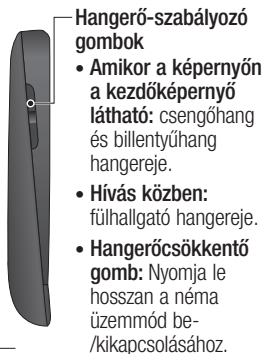 Hangerő-szabályozó
gombok
• Amikor a képernyőn
a kezdőképernyő
látható: csengőhang
és billentyűhang
hangereje.
• Hívás közben:
fülhallgató hangereje.
• Hangerőcsökkentő
gomb: Nyomja le
hosszan a néma
üzemmód be-
/kikapcsolásához.